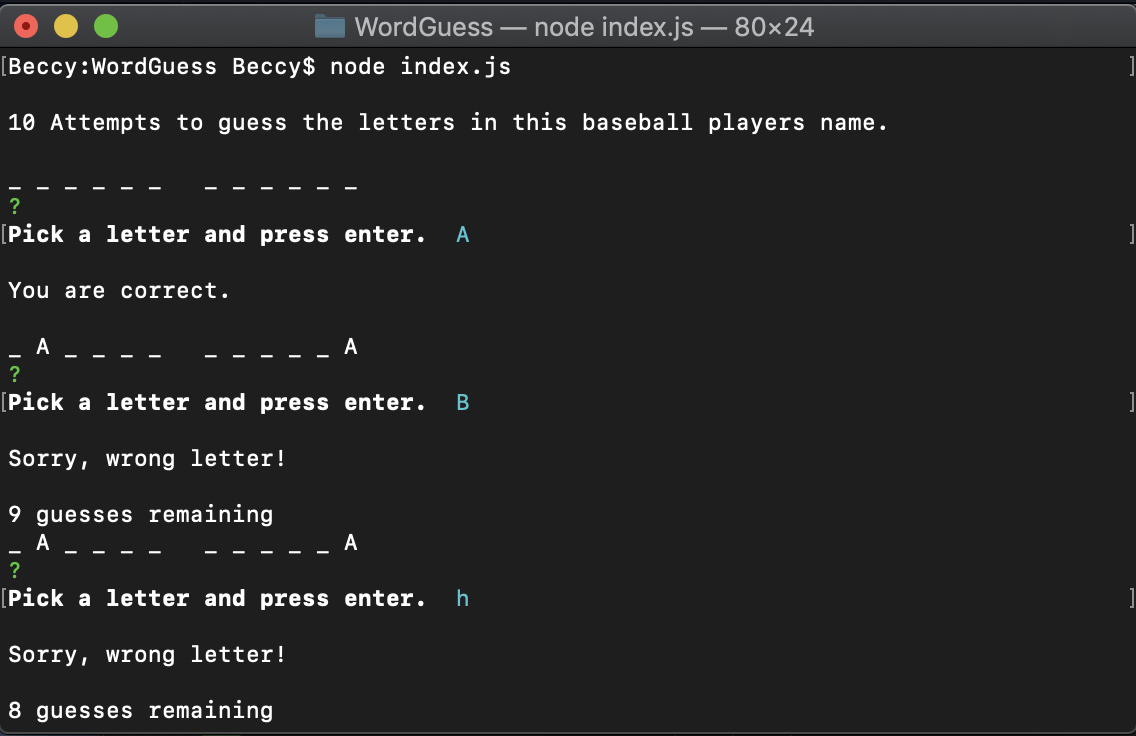 WordGuess — node index.js — 80×24
[Beccy:WordGuess Beccy$ node index.js ]
10 Attempts to guess the letters in this baseball players name.
_ _ _ _ _ _   _ _ _ _ _ _
?
[Pick a letter and press enter.  A ]
You are correct.
_ A _ _ _ _   _ _ _ _ _ A
?
[Pick a letter and press enter.  B ]
Sorry, wrong letter!
9 guesses remaining
_ A _ _ _ _   _ _ _ _ _ A
?
[Pick a letter and press enter.  h ]
Sorry, wrong letter!
8 guesses remaining